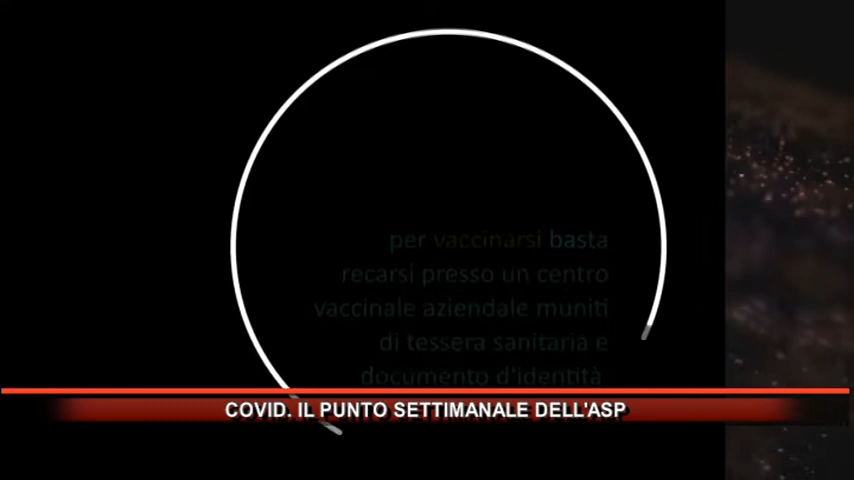 per vaccinarsi basta
recarsi presso un centro
vaccinale aziendale muniti
di tessera sanitaria e
documento d'identità
COVID. IL PUNTO SETTIMANALE DELL'ASP